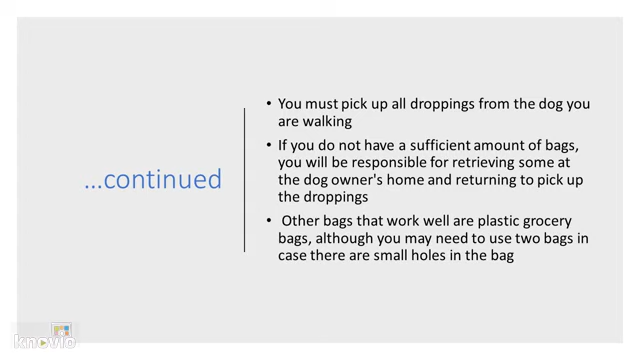 ...continued
• You must pick up all droppings from the dog you
are walking
• If you do not have a sufficient amount of bags,
you will be responsible for retrieving some at
the dog owner's home and returning to pick up
the droppings
• Other bags that work well are plastic grocery
bags, although you may need to use two bags in
case there are small holes in the bag
knovio